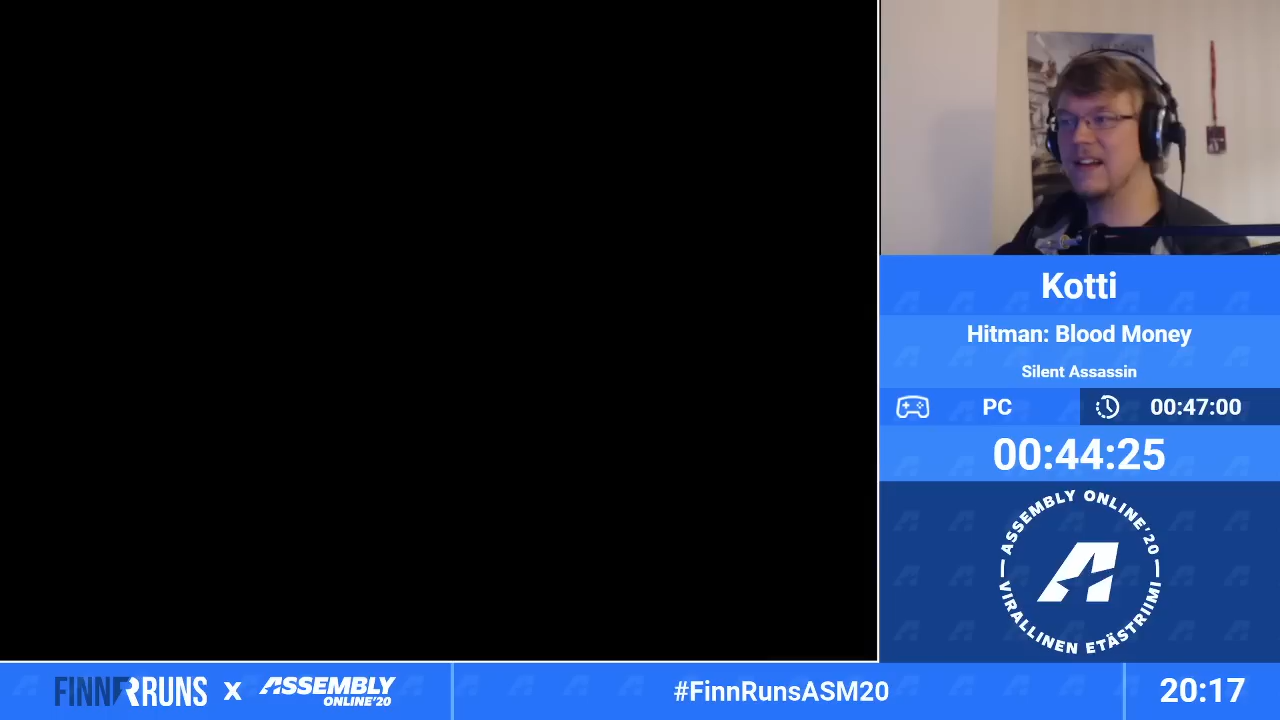 Kotti
Hitman: Blood Money
Silent Assassin
PC
00:47:00
00:44:25
ASSEMBLY ONLINE'20
VIRALLINEN ETÄSTRIIMI
FINNRUNS X ASSEMBLY
ONLINE'20
#FinnRunsASM20
20:17